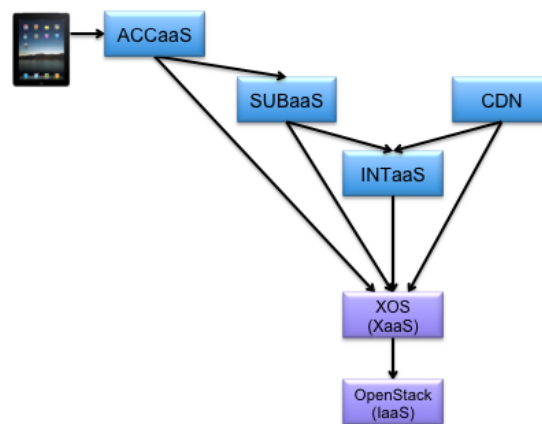 ACCaaS
SUBaaS
CDN
INTaaS
XOS
(XaaS)
OpenStack
(IaaS)